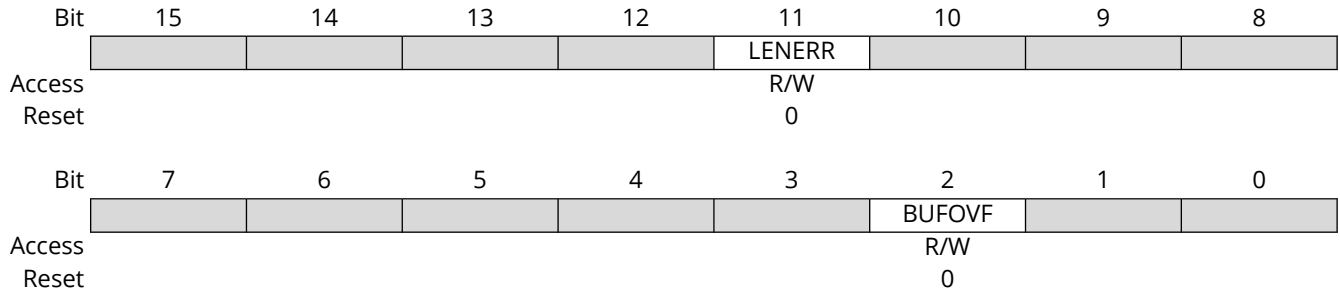 Bit 15 14 13 12 11 10 9 8
LENERR
Access R/W
Reset 0
Bit 7 6 5 4 3 2 1 0
BUFOVF
Access R/W
Reset 0